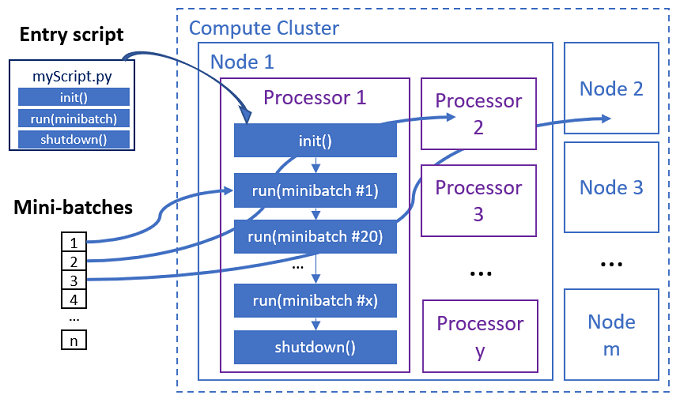 Entry script
myScript.py
init()
run(minibatch)
shutdown()
Mini-batches
1
2
3
4
...
n
Compute Cluster
Node 1
Processor 1
init()
run(minibatch #1)
run(minibatch #20)
...
run(minibatch #x)
shutdown()
Processor
2
Processor
3
...
Processor
y
Node 2
Node 3
...
Node
m